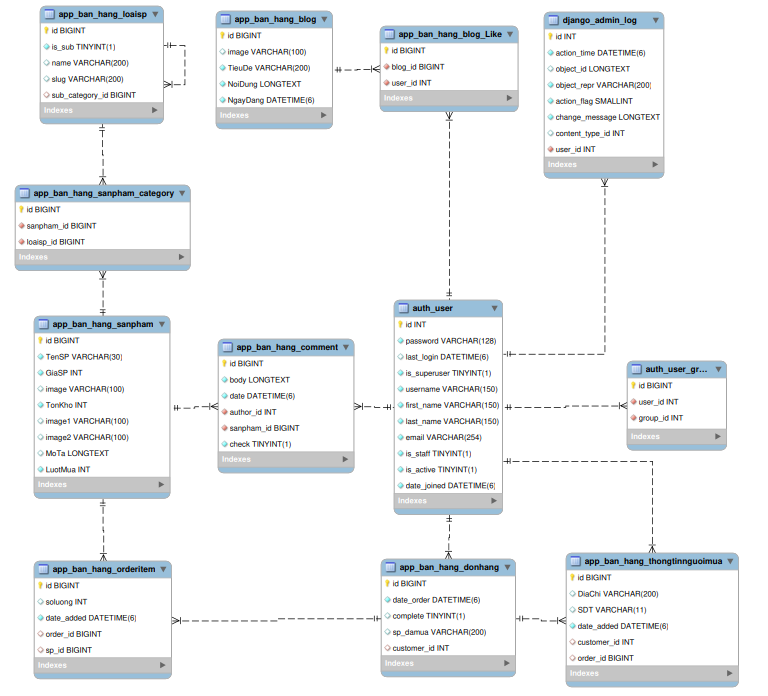 app_ban_hang_loaisp
id BIGINT
is_sub TINYINT(1)
name VARCHAR(200)
slug VARCHAR(200)
sub_category_id BIGINT
Indexes
app_ban_hang_blog
id BIGINT
image VARCHAR(100)
TieuDe VARCHAR(200)
NoiDung LONGTEXT
NgayDang DATETIME(6)
Indexes
app_ban_hang_blog_Like
id BIGINT
blog_id BIGINT
user_id INT
Indexes
django_admin_log
id INT
action_time DATETIME(6)
object_id LONGTEXT
object_repr VARCHAR(200)
action_flag SMALLINT
change_message LONGTEXT
content_type_id INT
user_id INT
Indexes
app_ban_hang_sanpham_category
id BIGINT
sanpham_id BIGINT
loaisp_id BIGINT
Indexes
app_ban_hang_sanpham
id BIGINT
TenSP VARCHAR(30)
GiaSP INT
image VARCHAR(100)
TonKho INT
image1 VARCHAR(100)
image2 VARCHAR(100)
MoTa LONGTEXT
LuotMua INT
Indexes
app_ban_hang_comment
id BIGINT
body LONGTEXT
date DATETIME(6)
author_id INT
sanpham_id BIGINT
check TINYINT(1)
Indexes
auth_user
id INT
password VARCHAR(128)
last_login DATETIME(6)
is_superuser TINYINT(1)
username VARCHAR(150)
first_name VARCHAR(150)
last_name VARCHAR(150)
email VARCHAR(254)
is_staff TINYINT(1)
is_active TINYINT(1)
date_joined DATETIME(6)
Indexes
auth_user_gr...
id BIGINT
user_id INT
group_id INT
Indexes
app_ban_hang_orderitem
id BIGINT
soluong INT
date_added DATETIME(6)
order_id BIGINT
sp_id BIGINT
Indexes
app_ban_hang_donhang
id BIGINT
date_order DATETIME(6)
complete TINYINT(1)
sp_damua VARCHAR(200)
customer_id INT
Indexes
app_ban_hang_thongtinnguoimua
id BIGINT
DiaChi VARCHAR(200)
SDT VARCHAR(11)
date_added DATETIME(6)
customer_id INT
order_id BIGINT
Indexes